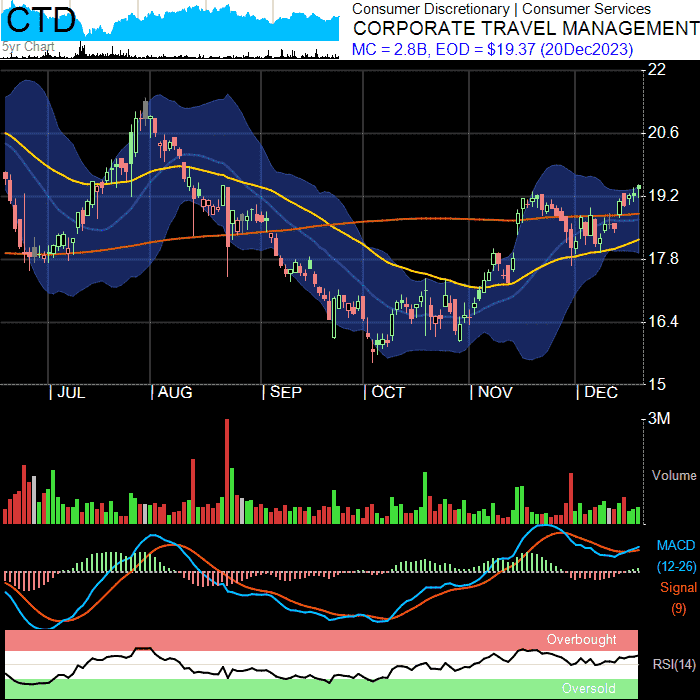 CTD
5yr Chart
Consumer Discretionary | Consumer Services
CORPORATE TRAVEL MANAGEMENT
MC = 2.8B, EOD = $19.37 (20Dec2023)
22
20.6
19.2
17.8
16.4
15
| JUL | AUG | SEP | OCT | NOV | DEC
3M
Volume
MACD
(12-26)
Signal
(9)
Overbought
RSI(14)
Oversold